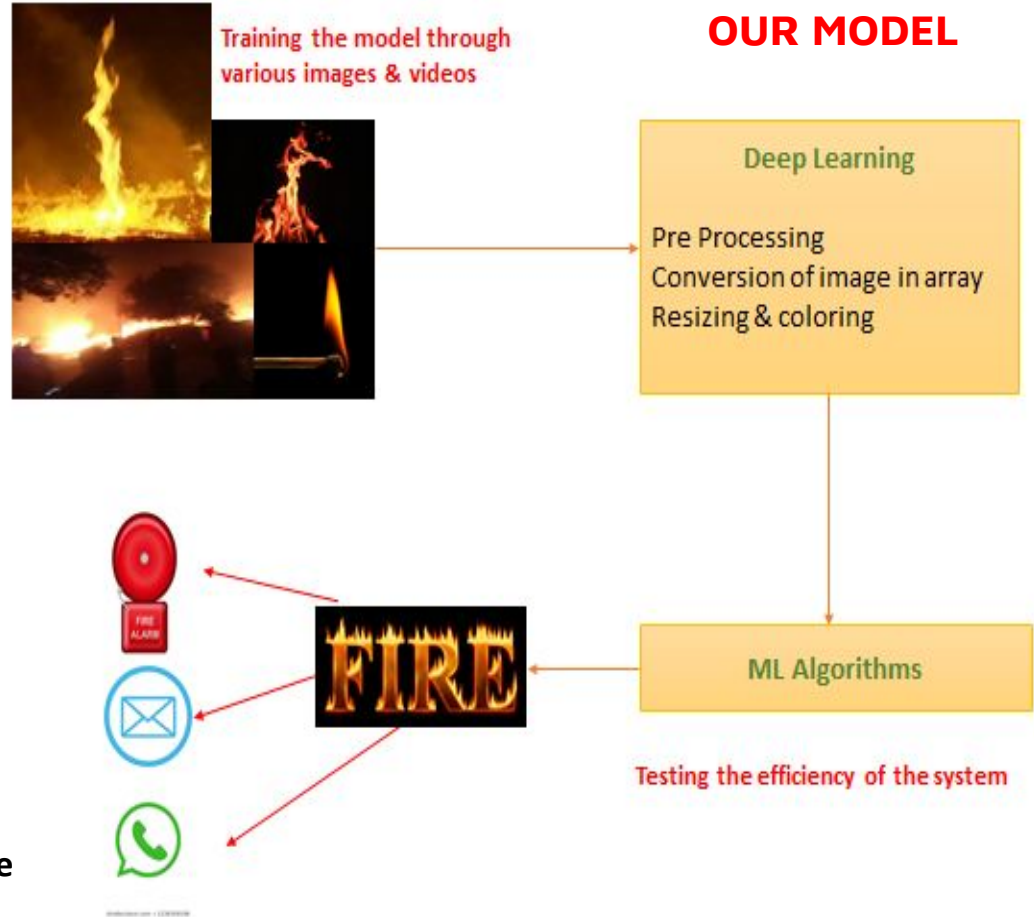 OUR MODEL
Training the model through
various images & videos
Deep Learning
Pre Processing
Conversion of image in array
Resizing & coloring
FIRE
ALARM
FIRE
ML Algorithms
Testing the efficiency of the system
e